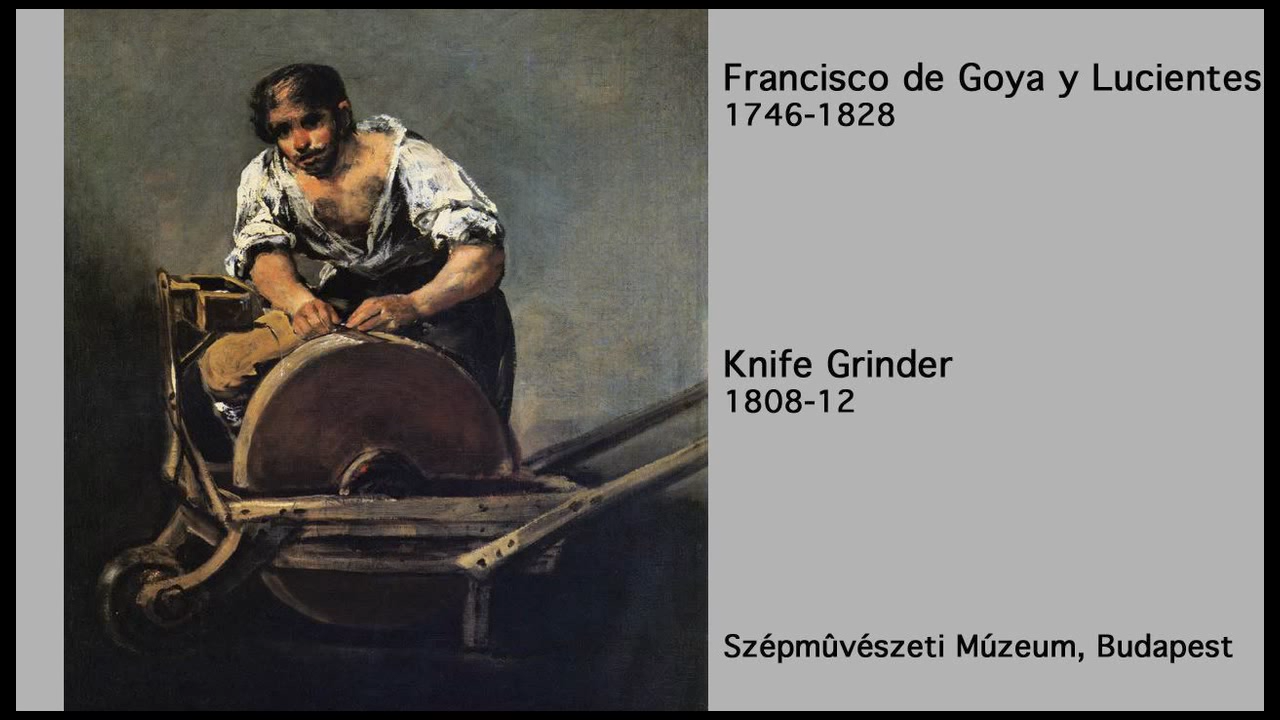 Francisco de Goya y Lucientes
1746-1828
Knife Grinder
1808-12
Szépmûvészeti Múzeum, Budapest